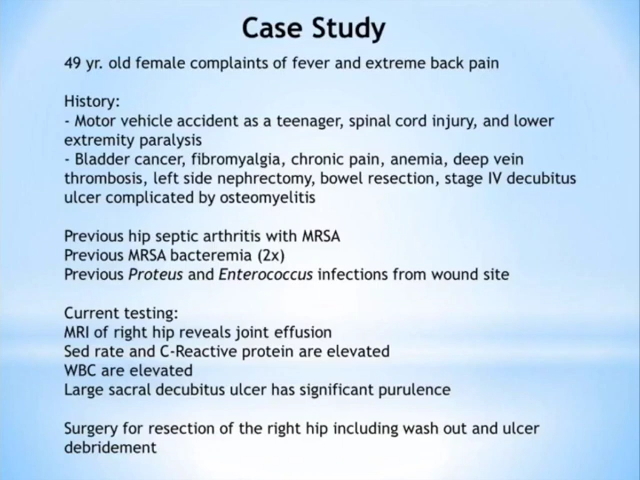 Case Study
49 yr. old female complaints of fever and extreme back pain
History:
- Motor vehicle accident as a teenager, spinal cord injury, and lower
extremity paralysis
- Bladder cancer, fibromyalgia, chronic pain, anemia, deep vein
thrombosis, left side nephrectomy, bowel resection, stage IV decubitus
ulcer complicated by osteomyelitis
Previous hip septic arthritis with MRSA
Previous MRSA bacteremia (2x)
Previous Proteus and Enterococcus infections from wound site
Current testing:
MRI of right hip reveals joint effusion
Sed rate and C-Reactive protein are elevated
WBC are elevated
Large sacral decubitus ulcer has significant purulence
Surgery for resection of the right hip including wash out and ulcer
debridement